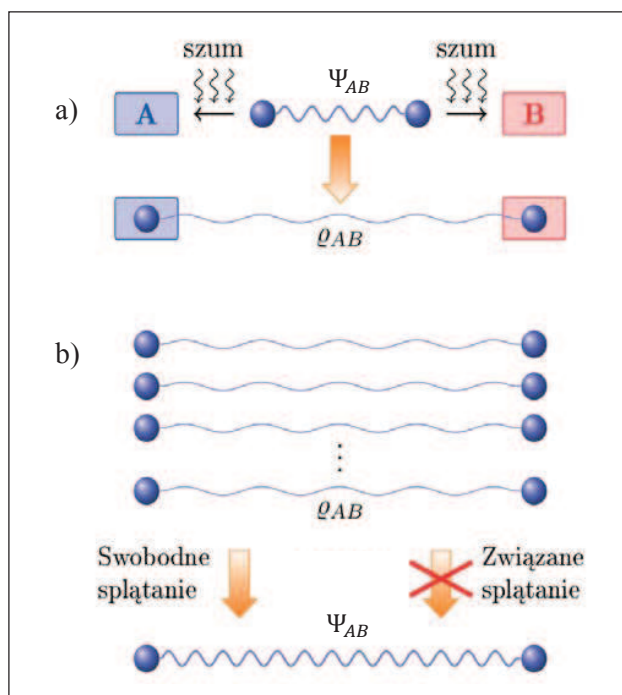 szum
szum
Ψ_AB
a)
A
B
ϱ_AB
b)
ϱ_AB
Swobodne
splątanie
Związane
splątanie
Ψ_AB